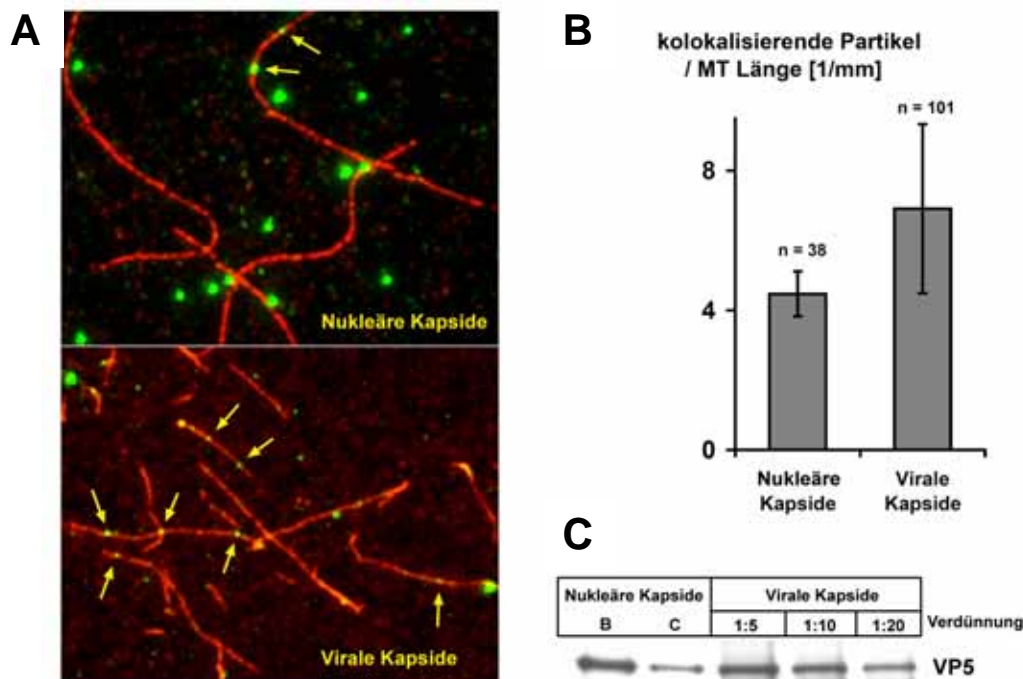 A
Nukleäre Kapside
Virale Kapside
B
kolokalisierende Partikel
/ MT Länge [1/mm]
n = 101
8
n = 38
4
0
Nukleäre
Kapside
Virale
Kapside
C
Nukleäre Kapside
Virale Kapside
B
C
1:5
1:10
1:20
Verdünnung
VP5